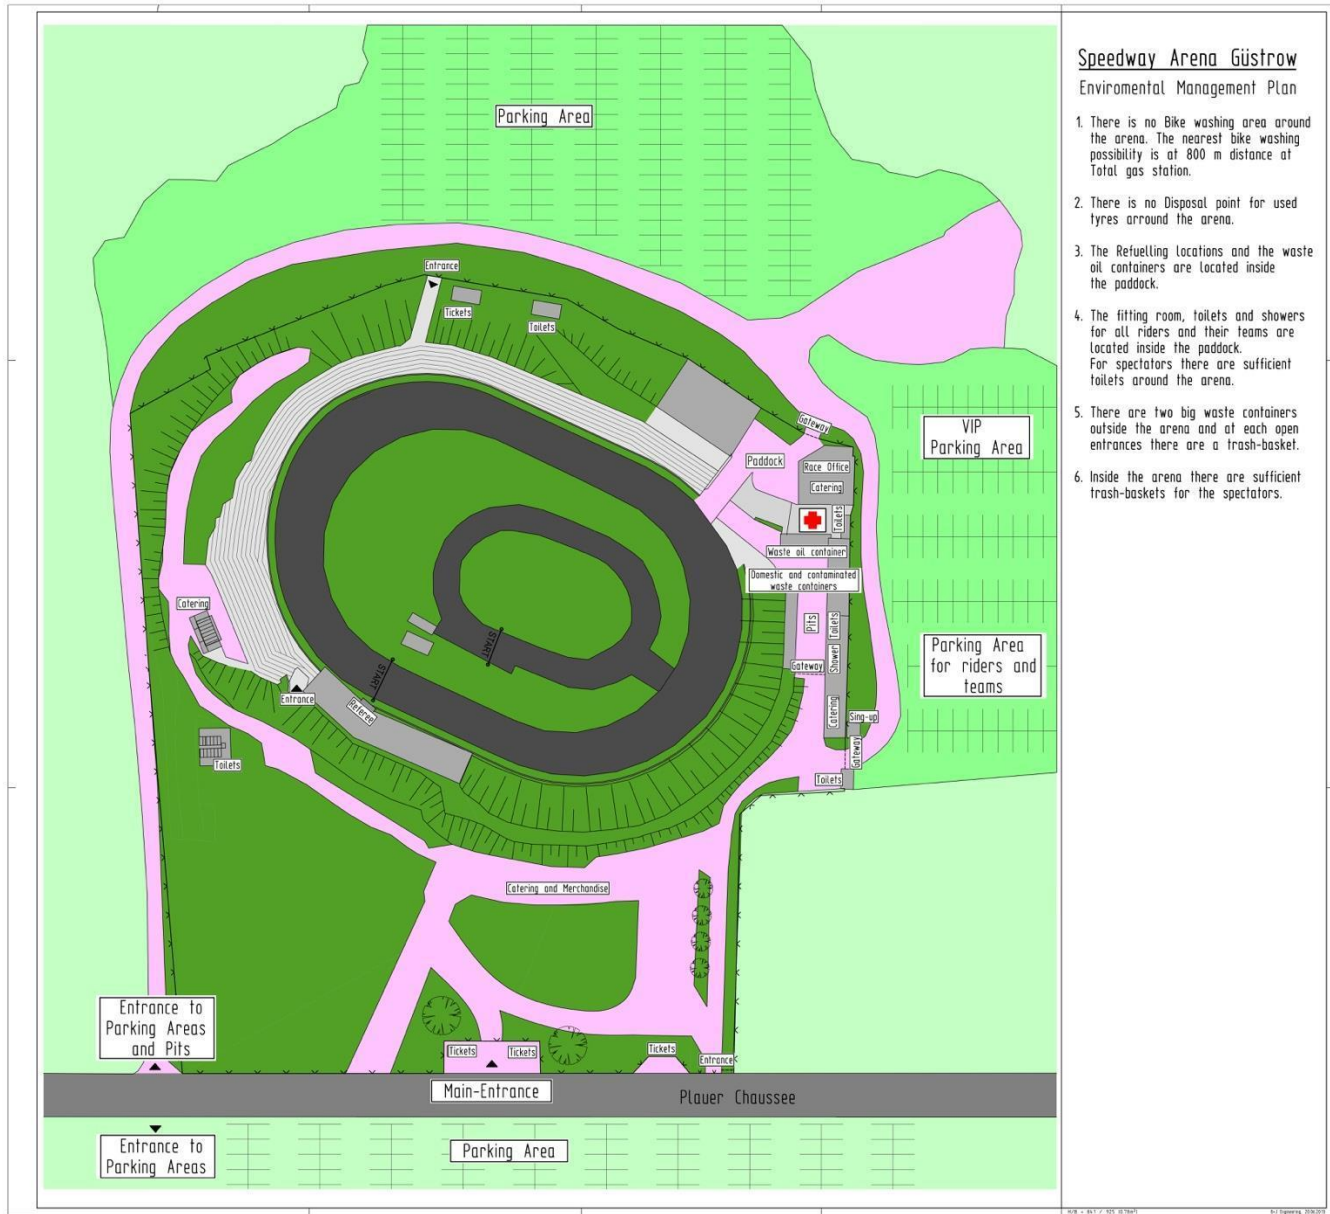 Speedway Arena Güstrow
Enviromental Management Plan
1. There is no Bike washing area around
the arena. The nearest bike washing
possibility is at 800 m distance at
Total gas station.
2. There is no Disposal point for used
tyres arround the arena.
3. The Refuelling locations and the waste
oil containers are located inside
the paddock.
4. The fitting room, toilets and showers
for all riders and their teams are
located inside the paddock.
For spectators there are sufficient
toilets around the arena.
5. There are two big waste containers
outside the arena and at each open
entrances there are a trash-basket.
6. Inside the arena there are sufficient
trash-baskets for the spectators.
Parking Area
Entrance
Tickets
Toilets
Gateway
VIP
Parking Area
Paddock
Race Office
Catering
Toilets
Waste oil container
Domestic and contaminated
waste containers
Catering
Pits
Toilets
Parking Area
for riders and
teams
START
START
Gateway
Shower
Entrance
Referee
Catering
Sing-up
Gateway
Toilets
Toilets
Catering and Merchandise
Entrance to
Parking Areas
and Pits
Tickets
Tickets
Tickets
Entrance
Main-Entrance
Plauer Chaussee
Entrance to
Parking Areas
Parking Area